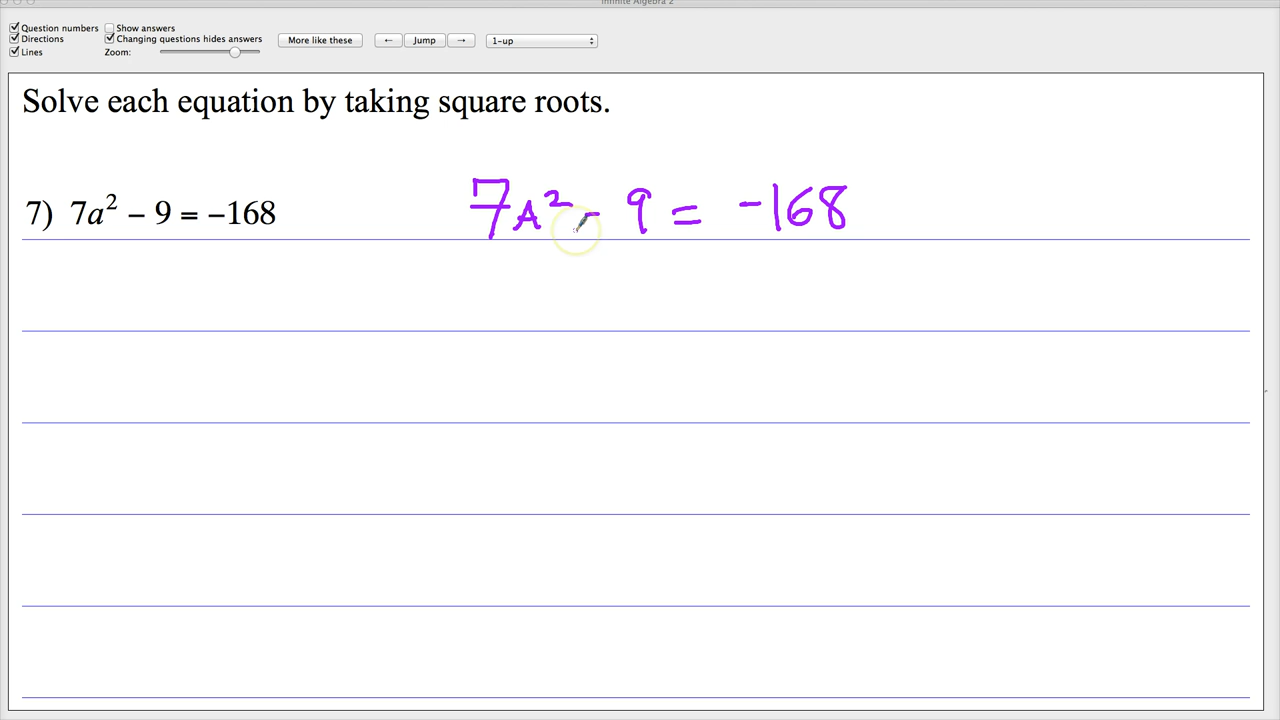 Infinite Algebra 2
Question numbers Show answers
Directions Changing questions hides answers More like these ← Jump → 1-up
Lines Zoom:
Solve each equation by taking square roots.
7) 7a² − 9 = −168 7A² - 9 = -168